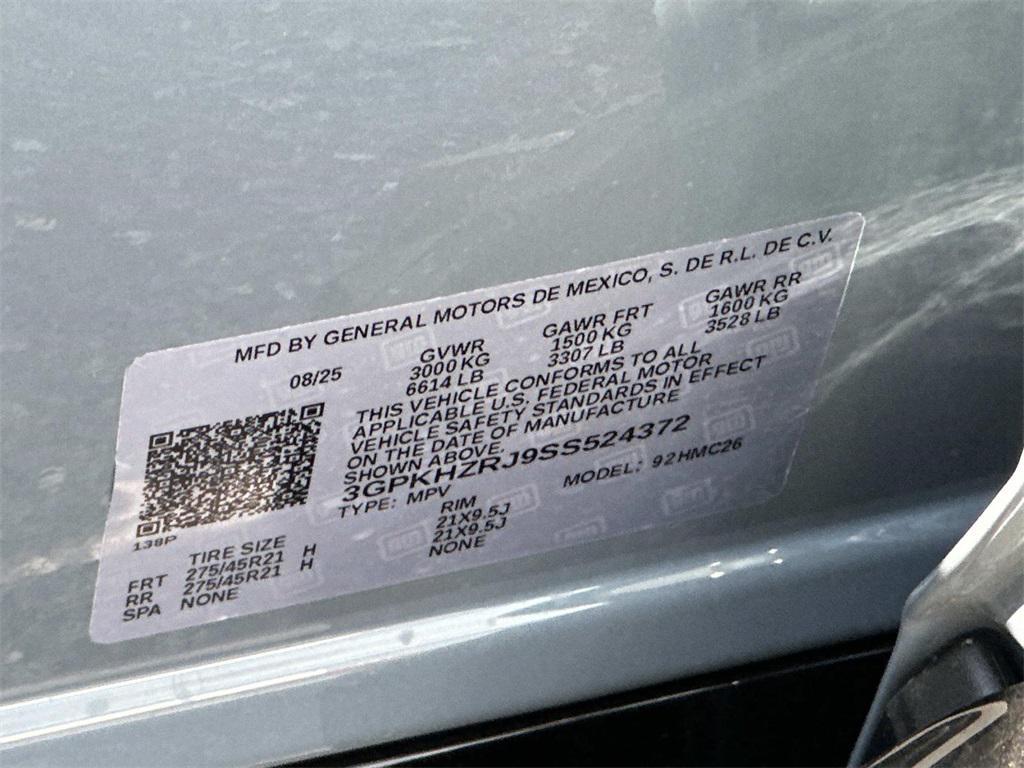 MFD BY GENERAL MOTORS DE MEXICO, S. DE R.L. DE C.V.
08/25 GVWR GAWR FRT GAWR RR
3000 KG 1500 KG 1600 KG
6614 LB 3307 LB 3528 LB
THIS VEHICLE CONFORMS TO ALL
APPLICABLE U.S. FEDERAL MOTOR
VEHICLE SAFETY STANDARDS IN EFFECT
ON THE DATE OF MANUFACTURE
SHOWN ABOVE.
3GPKHZRJ9SS524372
TYPE: MPV MODEL: 92HMC26
138P
TIRE SIZE RIM
FRT 275/45R21 H 21X9.5J
RR 275/45R21 H 21X9.5J
SPA NONE NONE